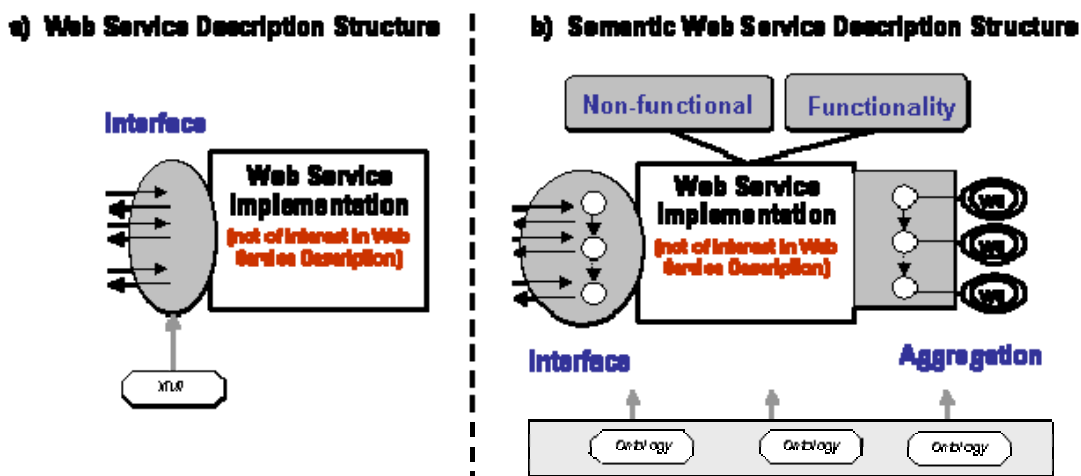 a) Web Service Description Structure
Interface
Web Service
Implementation
(not of interest in Web
Service Description)
b) Semantic Web Service Description Structure
Non-functional
Functionality
Web Service
Implementation
(not of interest in Web
Service Description)
WS
WS
WS
Interface
Aggregation
Ontology
Ontology
Ontology